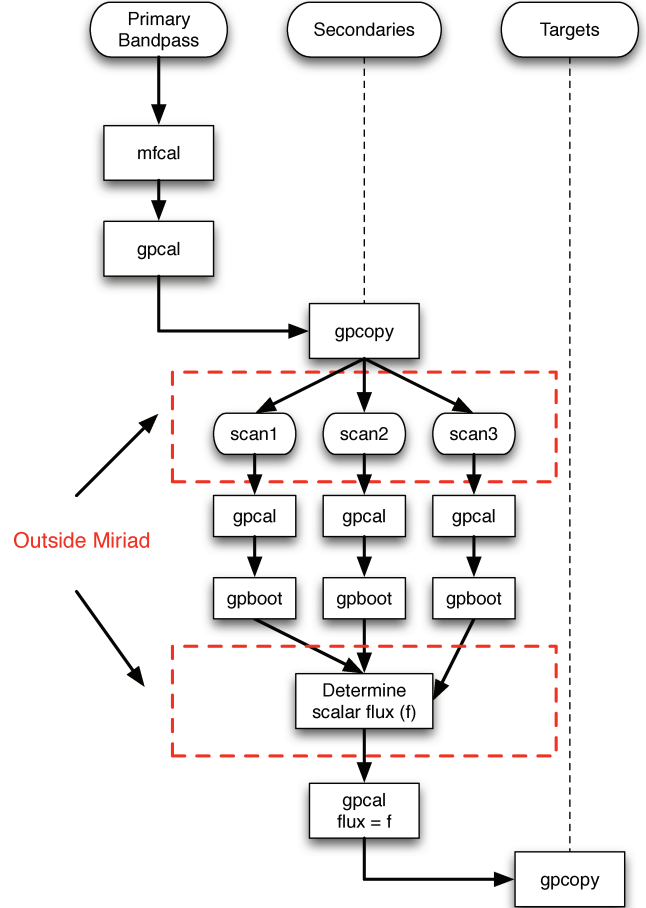 Primary
Bandpass
Secondaries
Targets
mfcal
gpcal
gpcopy
scan1
scan2
scan3
gpcal
gpcal
gpcal
Outside Miriad
gpboot
gpboot
gpboot
Determine
scalar flux (f)
gpcal
flux = f
gpcopy